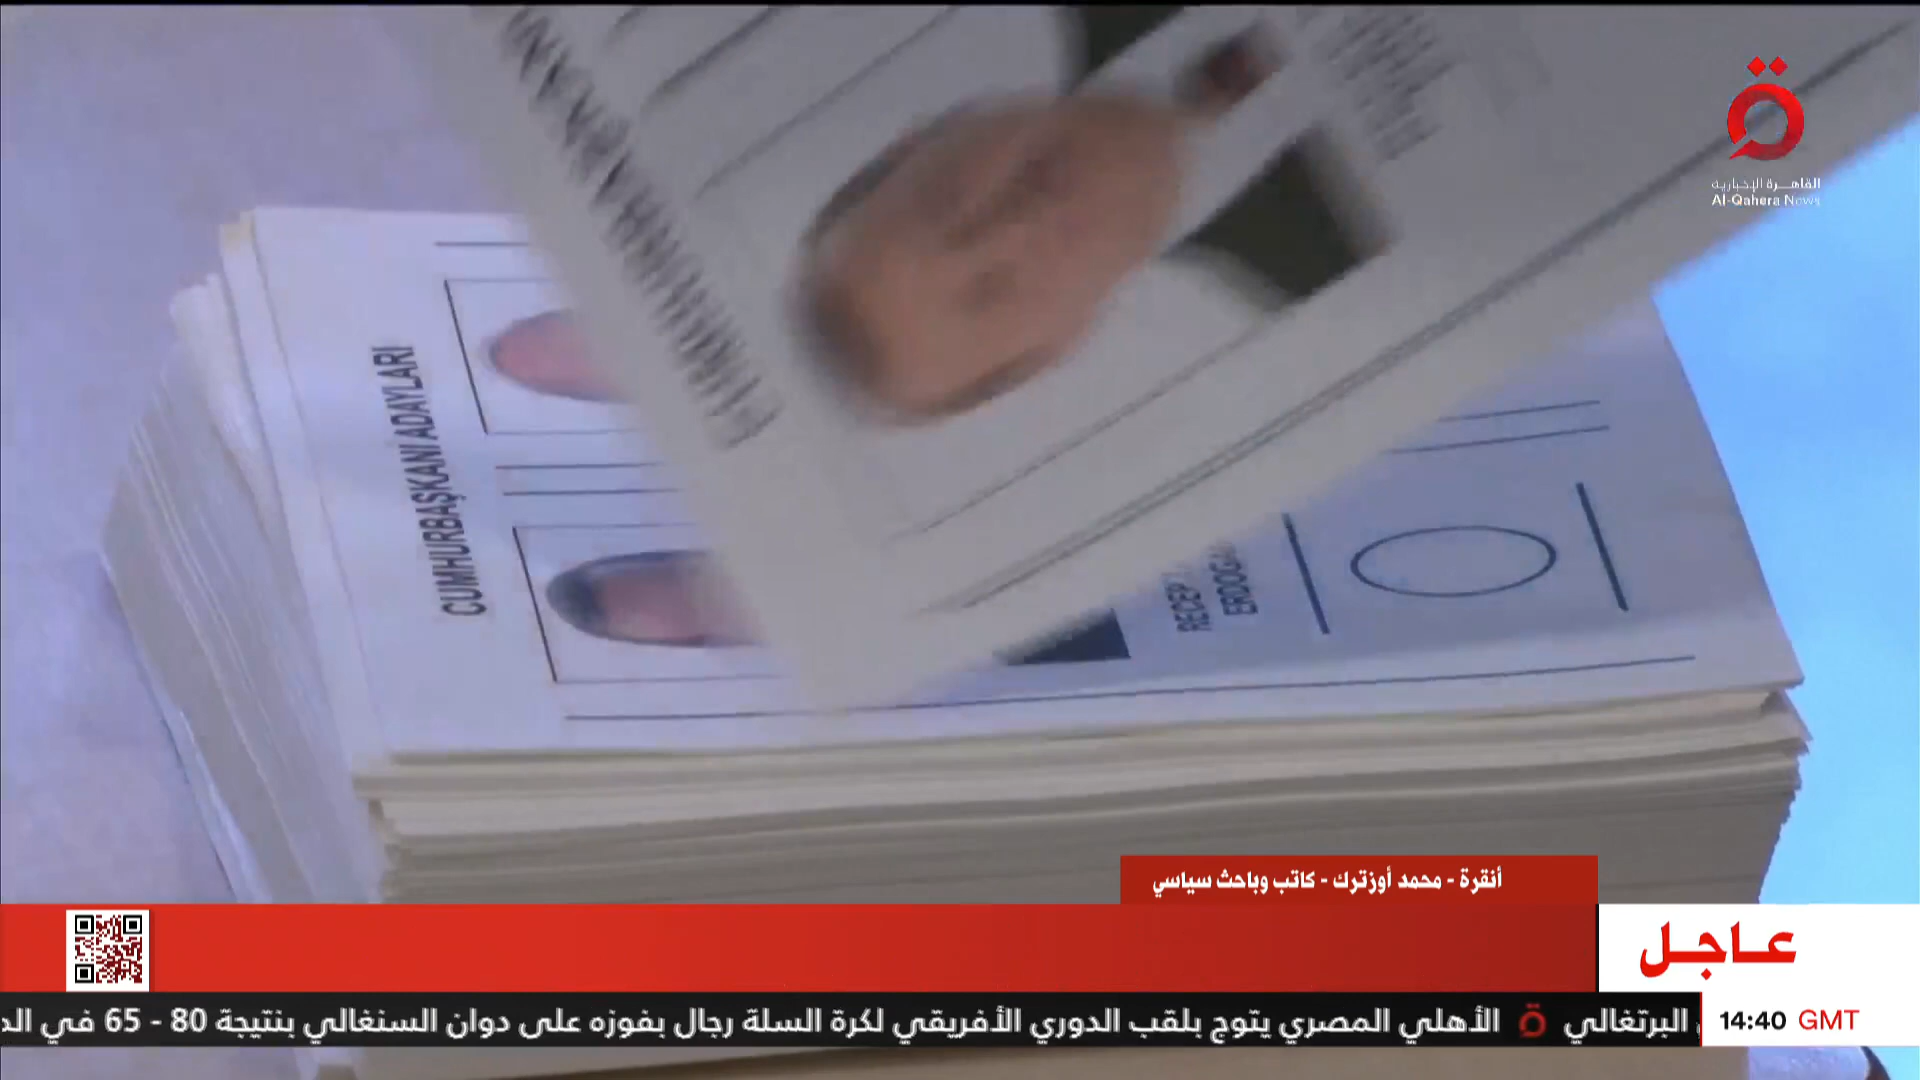 القاهرة الإخبارية
Al-Qahera News
CUMHURBAŞKANI ADAYLARI
RECEP
ERDOĞAN
أنقرة - محمد أوزترك - كاتب وباحث سياسي
عاجل
البرتغالي الأهلي المصري يتوج بلقب الدوري الأفريقي لكرة السلة رجال بفوزه على دوان السنغالي بنتيجة 80 - 65 في
14:40 GMT